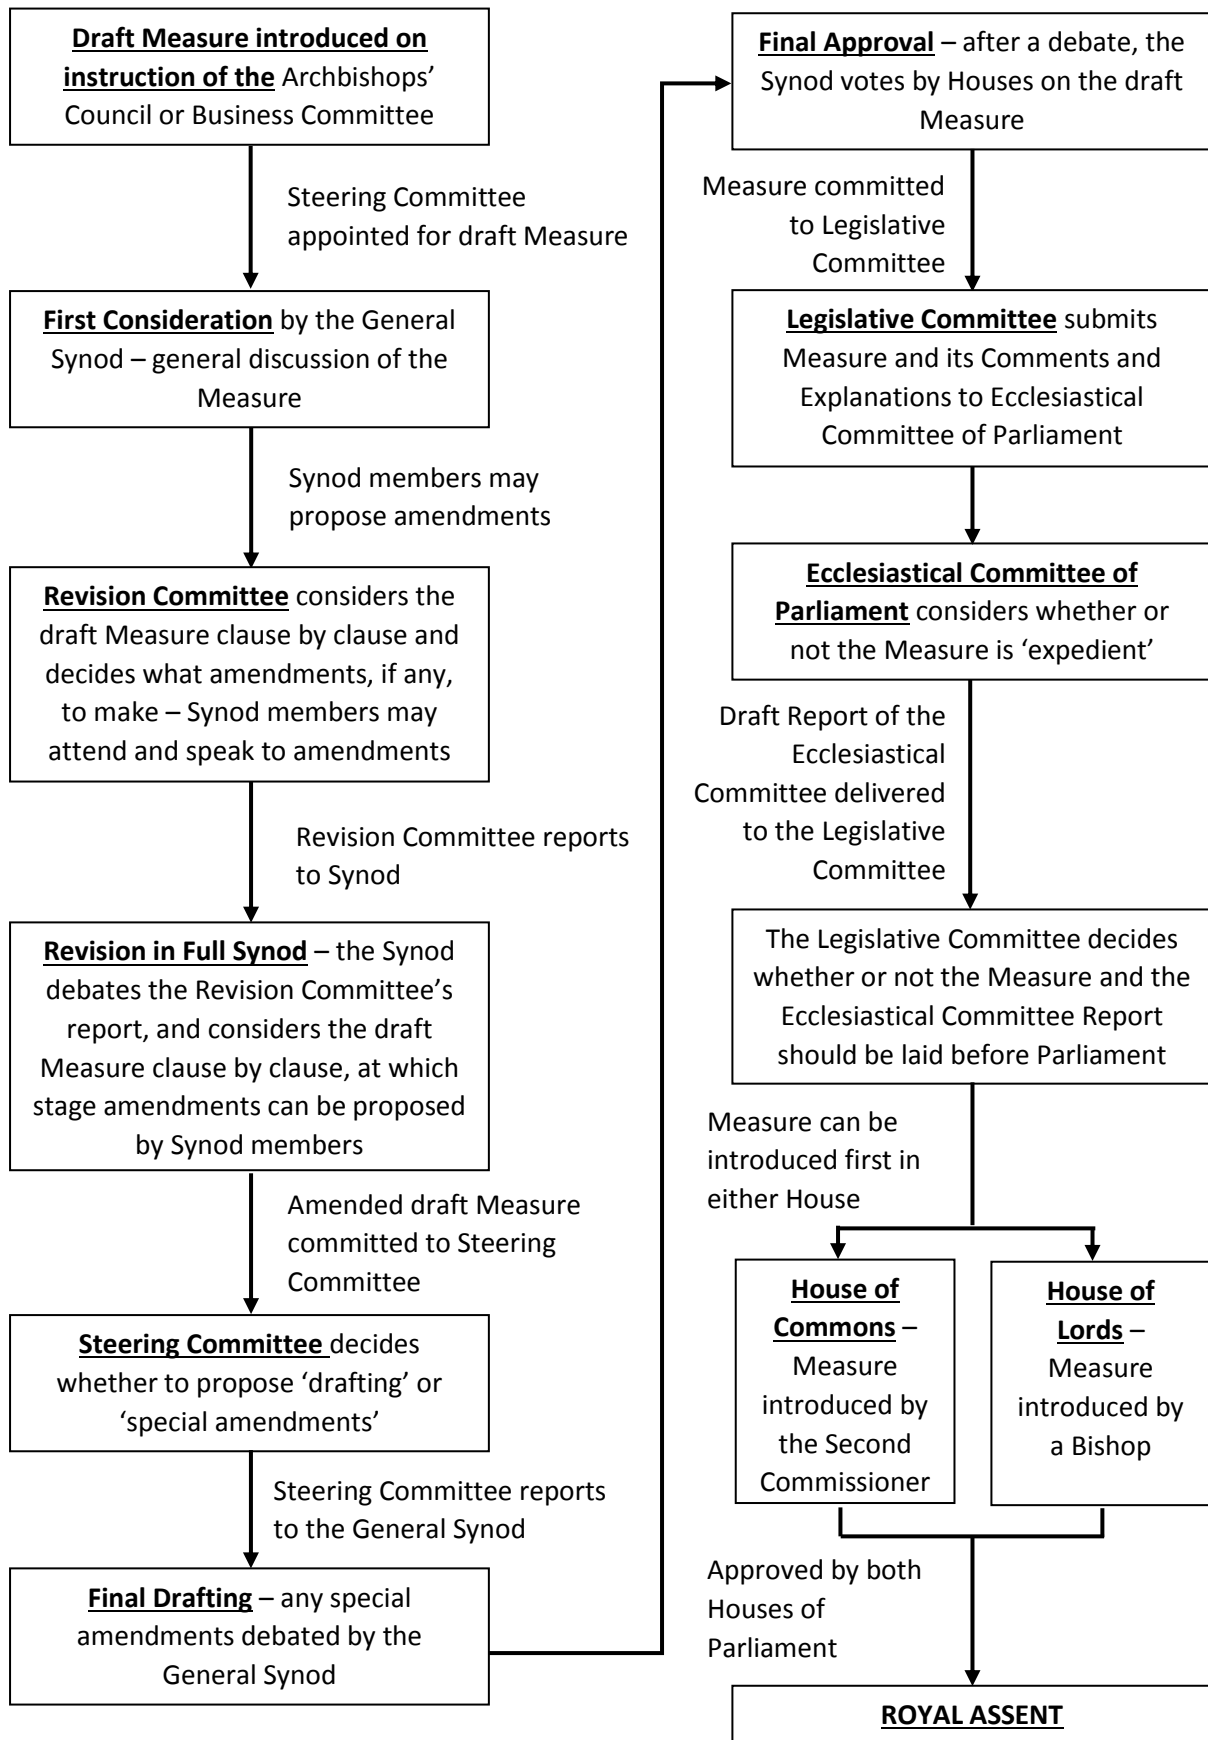 Draft Measure introduced on
instruction of the Archbishops’
Council or Business Committee
Steering Committee
appointed for draft Measure
First Consideration by the General
Synod – general discussion of the
Measure
Synod members may
propose amendments
Revision Committee considers the
draft Measure clause by clause and
decides what amendments, if any,
to make – Synod members may
attend and speak to amendments
Revision Committee reports
to Synod
Revision in Full Synod – the Synod
debates the Revision Committee’s
report, and considers the draft
Measure clause by clause, at which
stage amendments can be proposed
by Synod members
Amended draft Measure
committed to Steering
Committee
Steering Committee decides
whether to propose ‘drafting’ or
‘special amendments’
Steering Committee reports
to the General Synod
Final Drafting – any special
amendments debated by the
General Synod
Final Approval – after a debate, the
Synod votes by Houses on the draft
Measure
Measure committed
to Legislative
Committee
Legislative Committee submits
Measure and its Comments and
Explanations to Ecclesiastical
Committee of Parliament
Ecclesiastical Committee of
Parliament considers whether or
not the Measure is ‘expedient’
Draft Report of the
Ecclesiastical
Committee delivered
to the Legislative
Committee
The Legislative Committee decides
whether or not the Measure and the
Ecclesiastical Committee Report
should be laid before Parliament
Measure can be
introduced first in
either House
House of
Commons –
Measure
introduced by
the Second
Commissioner
House of
Lords –
Measure
introduced by
a Bishop
Approved by both
Houses of
Parliament
ROYAL ASSENT